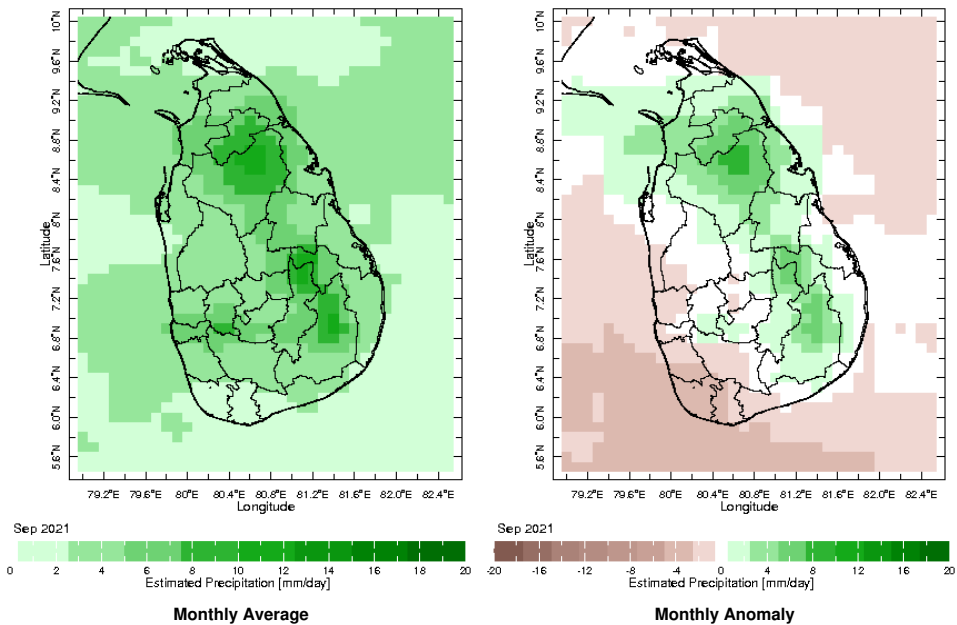 10°N
9.6°N
9.2°N
8.8°N
8.4°N
8°N
7.6°N
7.2°N
6.8°N
6.4°N
6.0°N
5.6°N
Latitude
79.2°E 79.6°E 80°E 80.4°E 80.8°E 81.2°E 81.6°E 82.0°E 82.4°E
Longitude
Sep 2021
0 2 4 6 8 10 12 14 16 18 20
Estimated Precipitation [mm/day]
Monthly Average
10°N
9.6°N
9.2°N
8.8°N
8.4°N
8°N
7.6°N
7.2°N
6.8°N
6.4°N
6.0°N
5.6°N
Latitude
79.2°E 79.6°E 80°E 80.4°E 80.8°E 81.2°E 81.6°E 82.0°E 82.4°E
Longitude
Sep 2021
-20 -16 -12 -8 -4 0 4 8 12 16 20
Estimated Precipitation [mm/day]
Monthly Anomaly